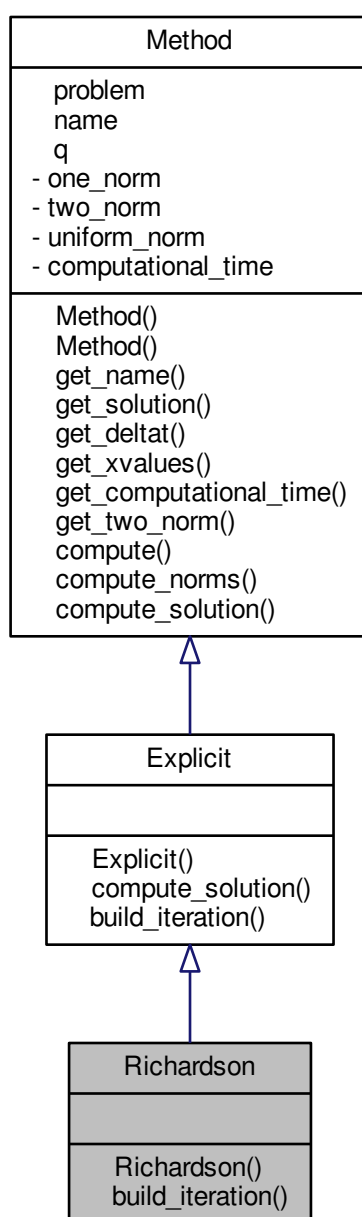 Method
problem
name
q
- one_norm
- two_norm
- uniform_norm
- computational_time
Method()
Method()
get_name()
get_solution()
get_deltat()
get_xvalues()
get_computational_time()
get_two_norm()
compute()
compute_norms()
compute_solution()
Explicit
Explicit()
compute_solution()
build_iteration()
Richardson
Richardson()
build_iteration()